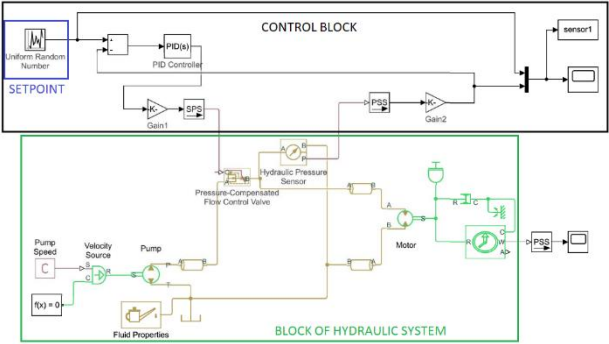 CONTROL BLOCK
Uniform Random
Number
SETPOINT
+
-
PID(s)
PID Controller
sensor1
K-
Gain1
SPS
PSS
K-
Gain2
A B
P
Hydraulic Pressure
Sensor
A B
Pressure-Compensated
Flow Control Valve
A B
A
B
Motor
S
R C
R
C
W
A
PSS
Pump
Speed
C
Velocity
Source
S
R
C
Pump
P
S
T
A B
A B
f(x) = 0
Fluid Properties
BLOCK OF HYDRAULIC SYSTEM